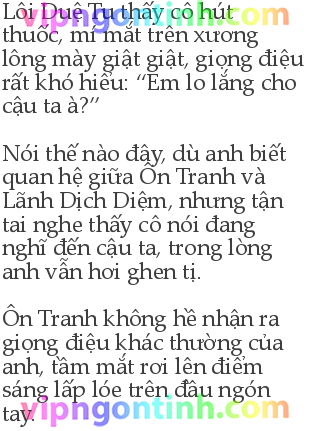 Lôi Duệ Tu thấy cô hút
thuốc, mí mắt trên xương
lông mày giật giật, giọng điệu
rất khó hiểu: “Em lo lắng cho
cậu ta à?”
Nói thế nào đây, dù anh biết
quan hệ giữa Ôn Tranh và
Lãnh Dịch Diệm, nhưng tận
tai nghe thấy cô nói đang
nghĩ đến cậu ta, trong lòng
anh vẫn hơi ghen tị.
Ôn Tranh không hề nhận ra
giọng điệu khác thường của
anh, tầm mắt rơi lên điểm
sáng lấp lóe trên đầu ngón
tay.
vipngontinh.com
vipngontinh.com